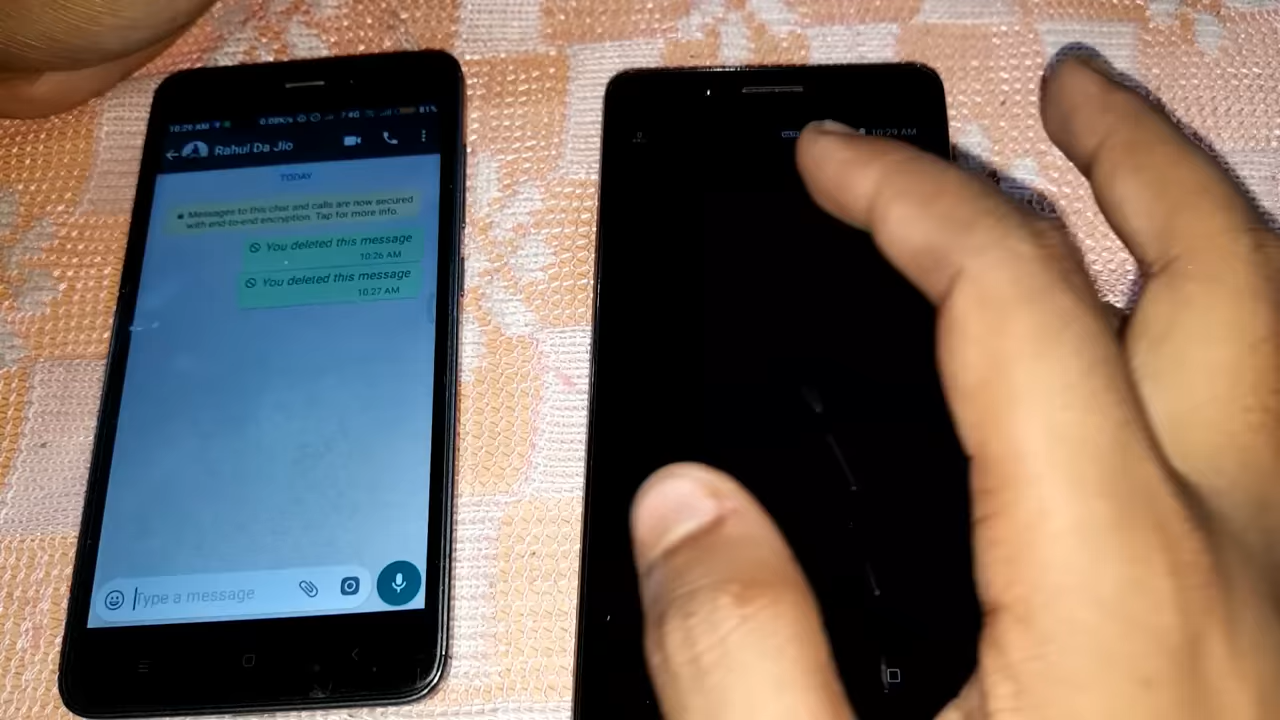 10:29 AM
81%
Rahul Da Jio
TODAY
Messages to this chat and calls are now secured
with end-to-end encryption. Tap for more info.
You deleted this message
10:26 AM
You deleted this message
10:27 AM
Type a message
10:29 AM